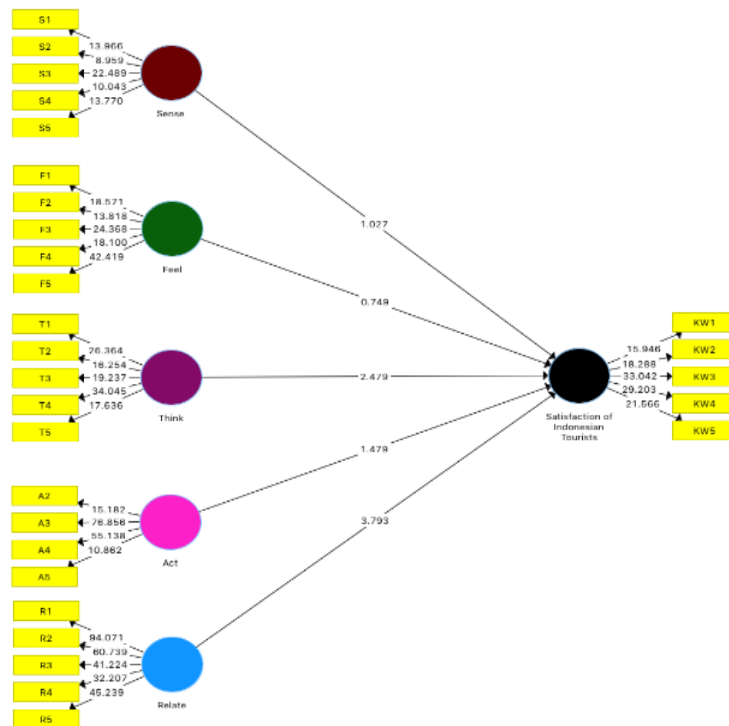 S1
S2
S3
S4
S5
13.966
8.959
22.489
10.043
13.770
Sense
1.027
F1
F2
F3
F4
F5
18.571
13.818
24.368
18.100
42.419
Feel
0.749
T1
T2
T3
T4
T5
26.364
16.254
19.237
34.045
17.636
Think
2.479
A2
A3
A4
A5
15.182
76.856
55.138
10.862
Act
1.479
R1
R2
R3
R4
R5
94.071
60.739
41.224
32.207
45.239
Relate
3.793
Satisfaction of
Indonesian
Tourists
15.946
18.288
33.042
29.203
21.566
KW1
KW2
KW3
KW4
KW5